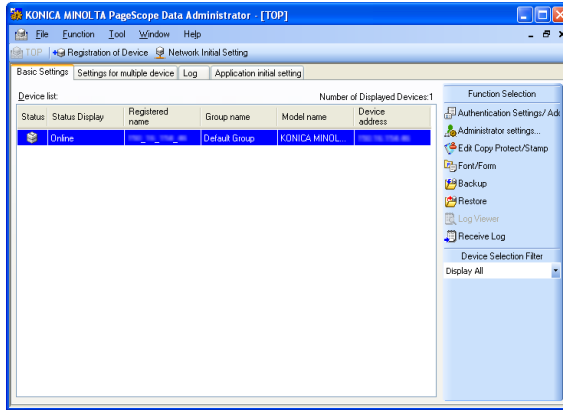 KONICA MINOLTA PageScope Data Administrator - [TOP]
File Function Tool Window Help
TOP Registration of Device Network Initial Setting
Basic Settings Settings for multiple device Log Application initial setting
Device list: Number of Displayed Devices:1
Status Status Display Registered name Group name Model name Device address
Online Default Group KONICA MINOL...
Function Selection
Authentication Settings/
Administrator settings...
Edit Copy Protect/Stamp
Font/Form
Backup
Restore
Log Viewer
Receive Log
Device Selection Filter
Display All